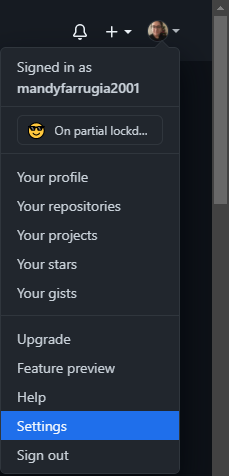 Signed in as
mandyfarrugia2001
On partial lockd...
Your profile
Your repositories
Your projects
Your stars
Your gists
Upgrade
Feature preview
Help
Settings
Sign out